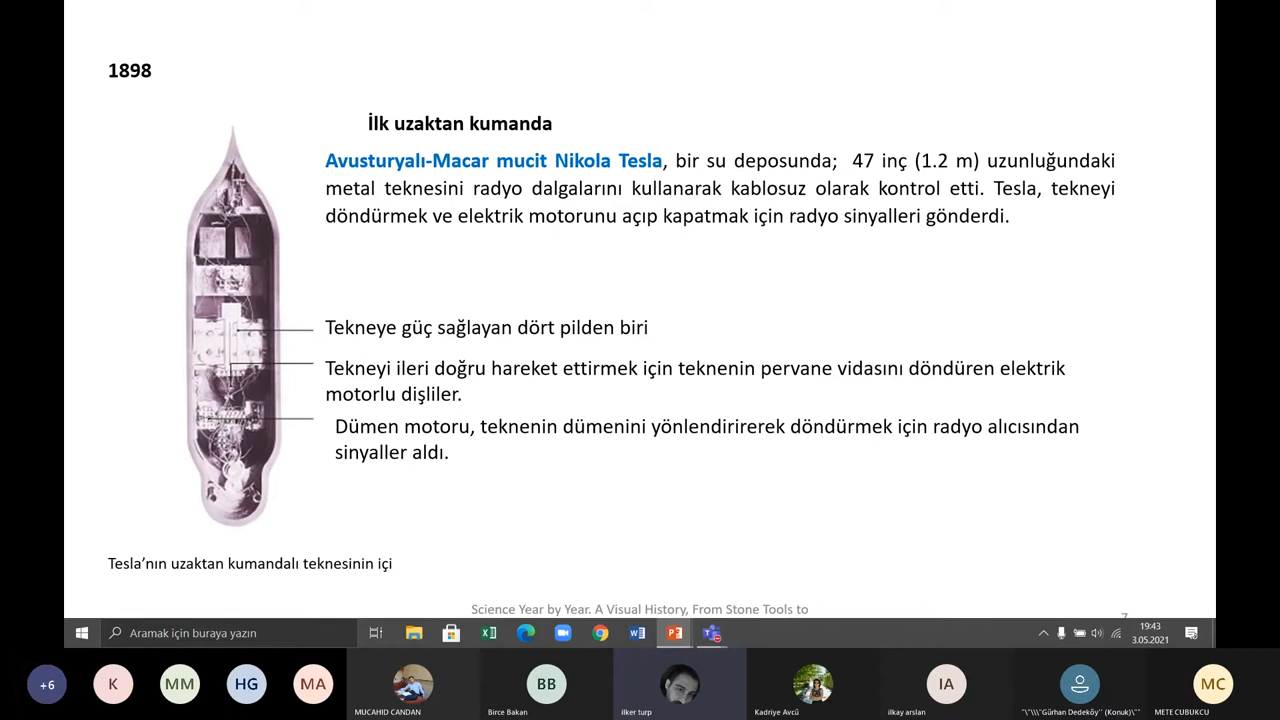 1898
İlk uzaktan kumanda
Avusturyalı-Macar mucit Nikola Tesla, bir su deposunda; 47 inç (1.2 m) uzunluğundaki
metal teknesini radyo dalgalarını kullanarak kablosuz olarak kontrol etti. Tesla, tekneyi
döndürmek ve elektrik motorunu açıp kapatmak için radyo sinyalleri gönderdi.
Tekneye güç sağlayan dört pilden biri
Tekneyi ileri doğru hareket ettirmek için teknenin pervane vidasını döndüren elektrik
motorlu dişliler.
Dümen motoru, teknenin dümenini yönlendirirerek döndürmek için radyo alıcısından
sinyaller aldı.
Tesla’nın uzaktan kumandalı teknesinin içi
Science Year by Year. A Visual History, From Stone Tools to
7
Aramak için buraya yazın
19:43
3.05.2021
+6
K
MM
HG
MA
BB
IA
MC
MUCAHID CANDAN
Birce Bakan
ilker turp
Kadriye Avcü
ilkay arslan
"\"\\\"Gürhan Dedeköy" (Konuk)\""
METE CUBUKCU